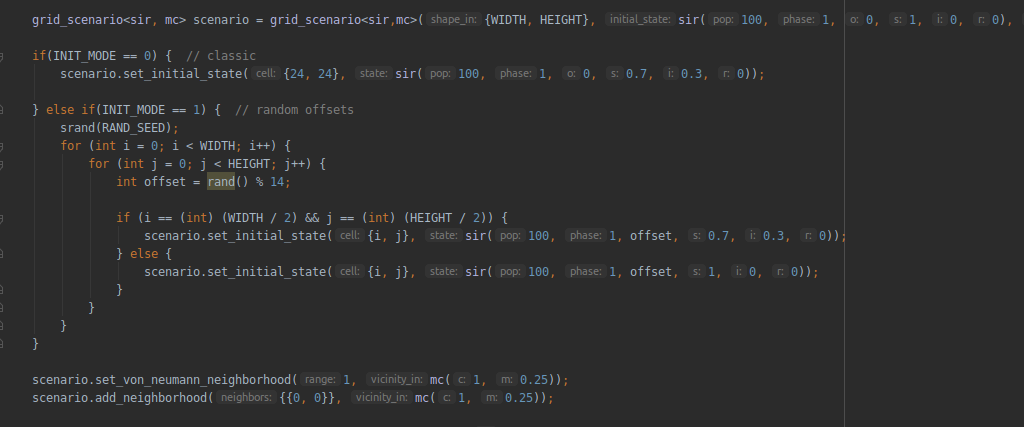 grid_scenario<sir, mc> scenario = grid_scenario<sir,mc>( shape_in: {WIDTH, HEIGHT}, initial_state: sir( pop: 100, phase: 1, o: 0, s: 1, i: 0, r: 0),
if(INIT_MODE == 0) { // classic
scenario.set_initial_state( cell: {24, 24}, state: sir( pop: 100, phase: 1, o: 0, s: 0.7, i: 0.3, r: 0));
} else if(INIT_MODE == 1) { // random offsets
srand(RAND_SEED);
for (int i = 0; i < WIDTH; i++) {
for (int j = 0; j < HEIGHT; j++) {
int offset = rand() % 14;
if (i == (int) (WIDTH / 2) && j == (int) (HEIGHT / 2)) {
scenario.set_initial_state( cell: {i, j}, state: sir( pop: 100, phase: 1, offset, s: 0.7, i: 0.3, r: 0));
} else {
scenario.set_initial_state( cell: {i, j}, state: sir( pop: 100, phase: 1, offset, s: 1, i: 0, r: 0));
}
}
}
}
scenario.set_von_neumann_neighborhood( range: 1, vicinity_in: mc( c: 1, m: 0.25));
scenario.add_neighborhood( neighbors: {{0, 0}}, vicinity_in: mc( c: 1, m: 0.25));